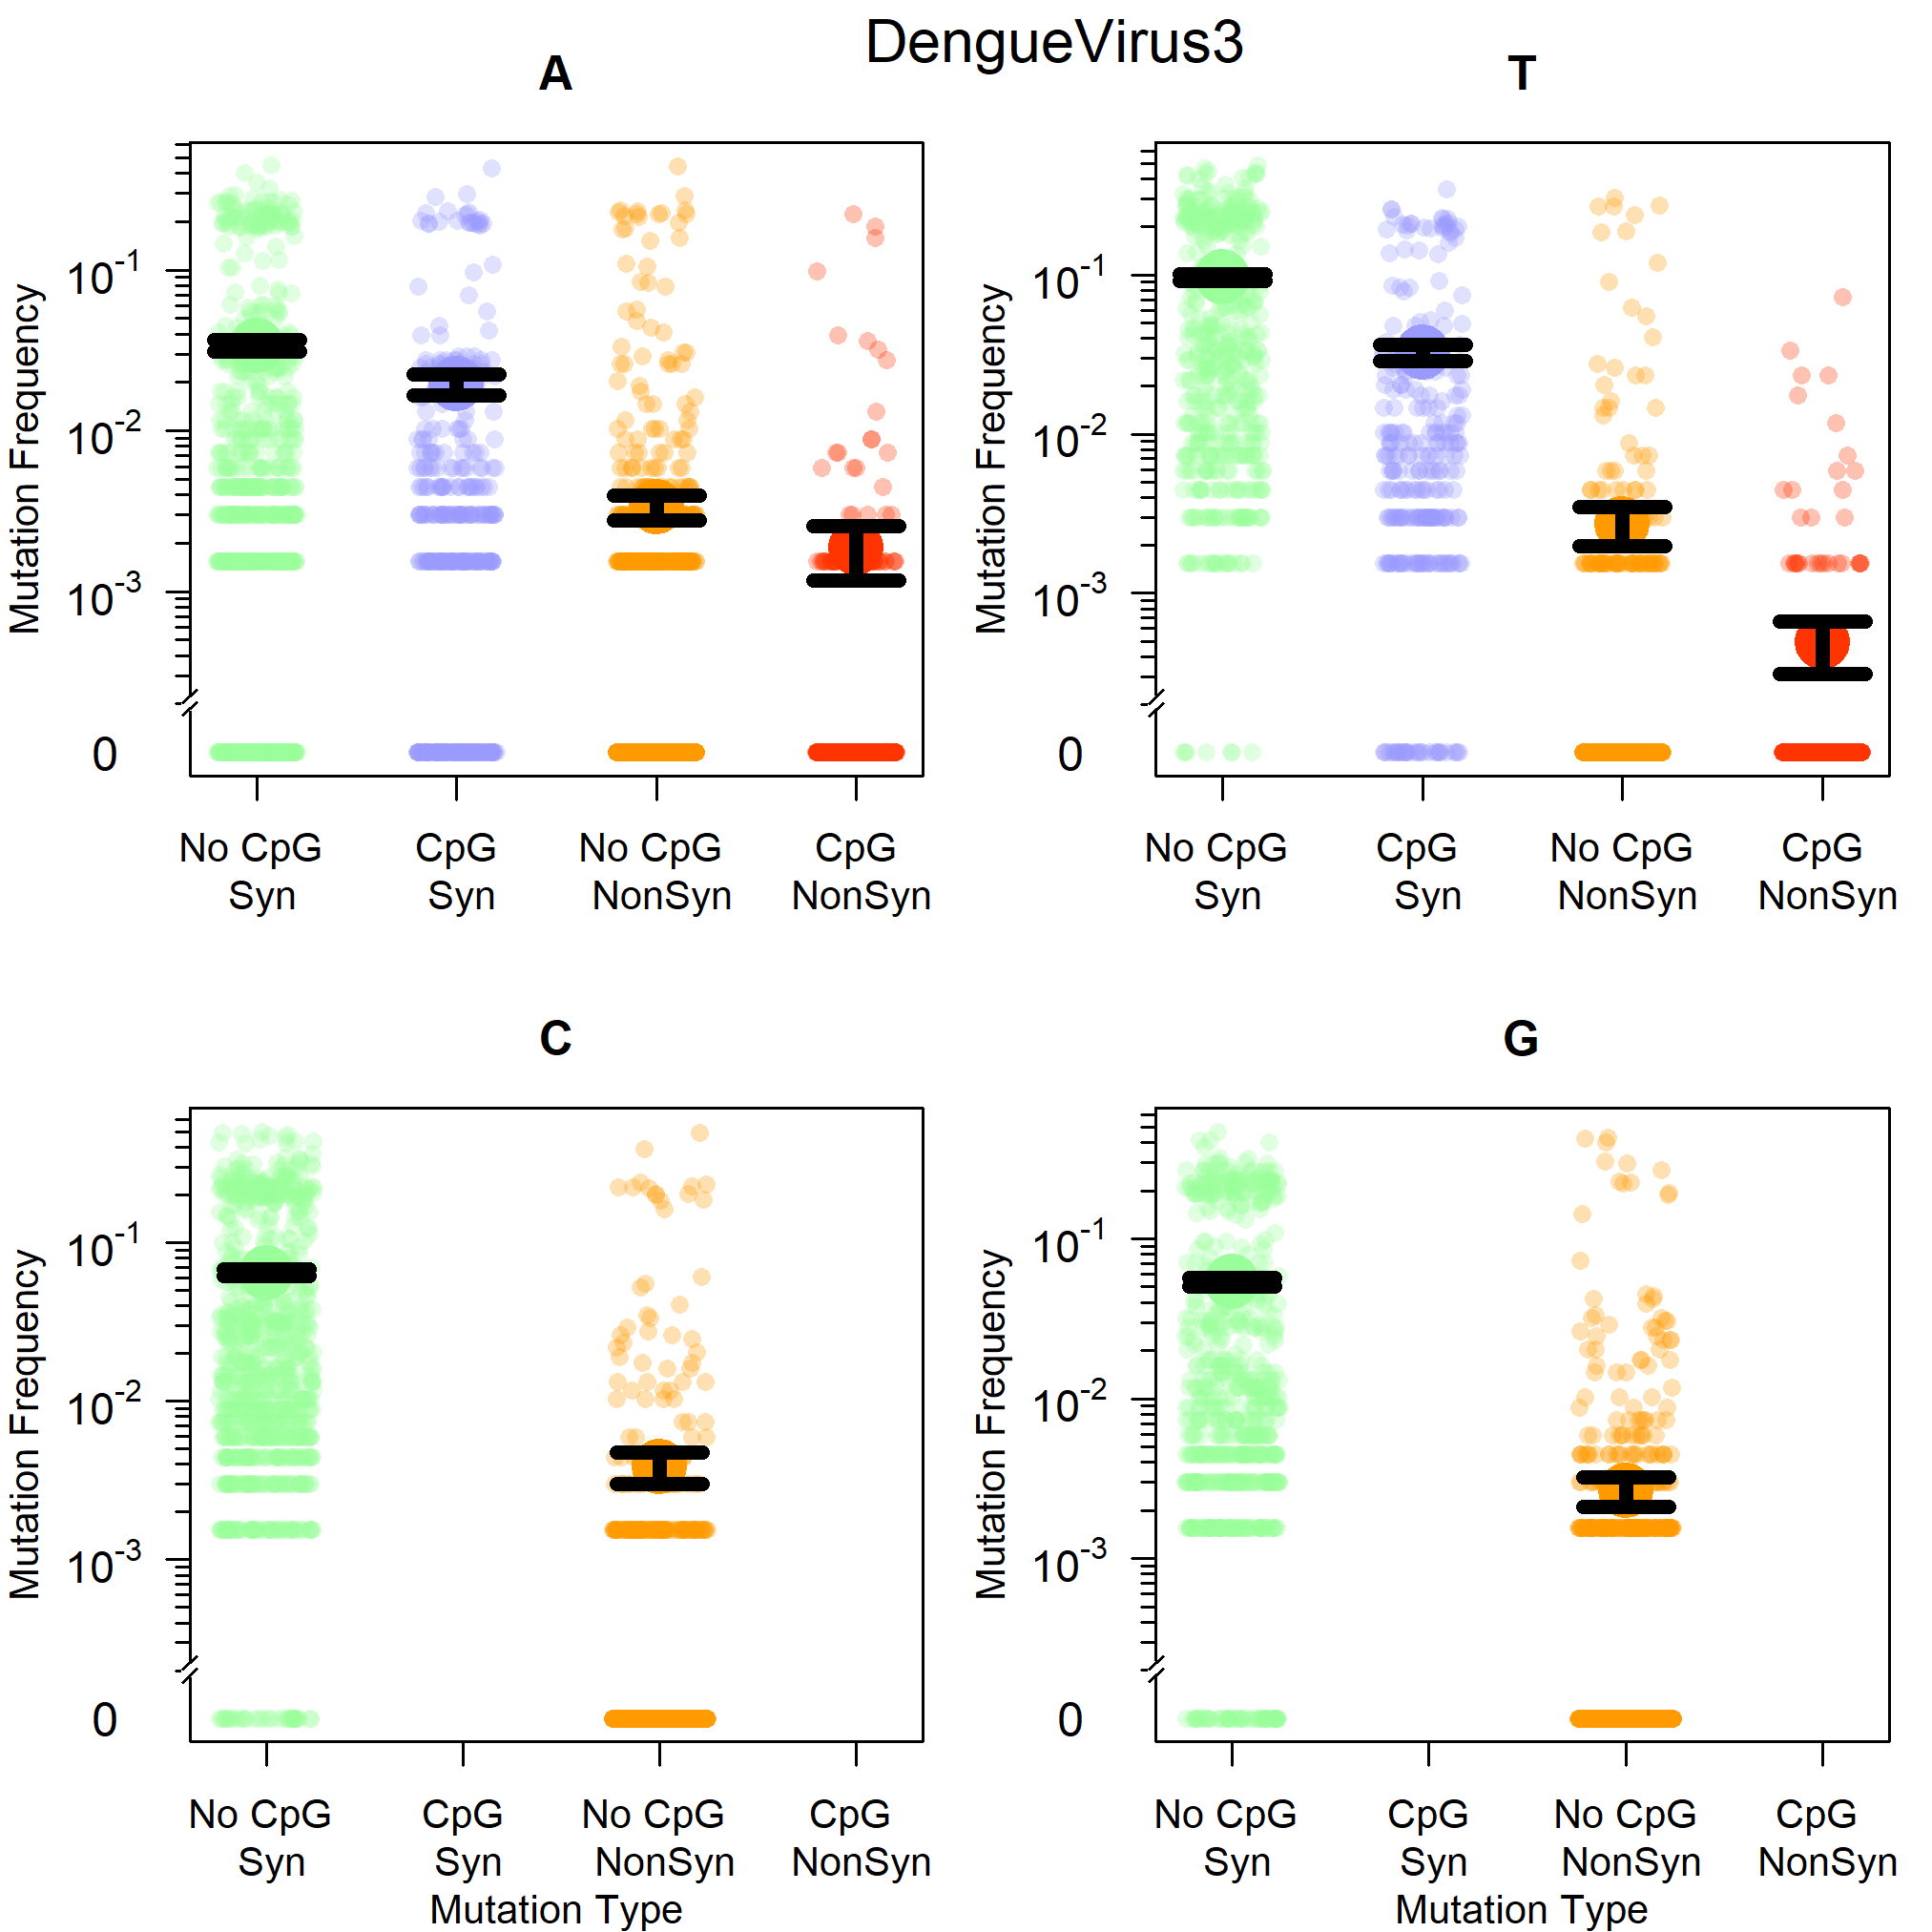 DengueVirus3
A
Mutation Frequency
10-1
10-2
10-3
0
No CpG CpG No CpG CpG
Syn Syn NonSyn NonSyn
T
Mutation Frequency
10-1
10-2
10-3
0
No CpG CpG No CpG CpG
Syn Syn NonSyn NonSyn
C
Mutation Frequency
10-1
10-2
10-3
0
No CpG CpG No CpG CpG
Syn Syn NonSyn NonSyn
Mutation Type
G
Mutation Frequency
10-1
10-2
10-3
0
No CpG CpG No CpG CpG
Syn Syn NonSyn NonSyn
Mutation Type